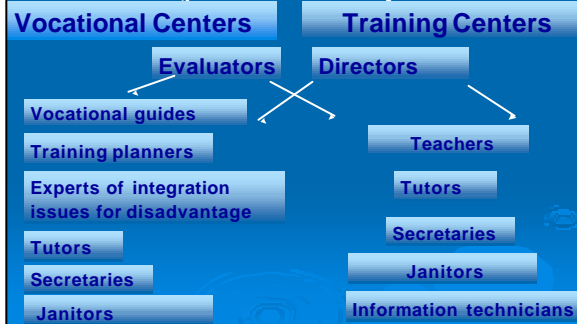 Vocational Centers
Training Centers
Evaluators
Directors
Vocational guides
Training planners
Experts of integration
issues for disadvantage
Tutors
Secretaries
Janitors
Teachers
Tutors
Secretaries
Janitors
Information technicians